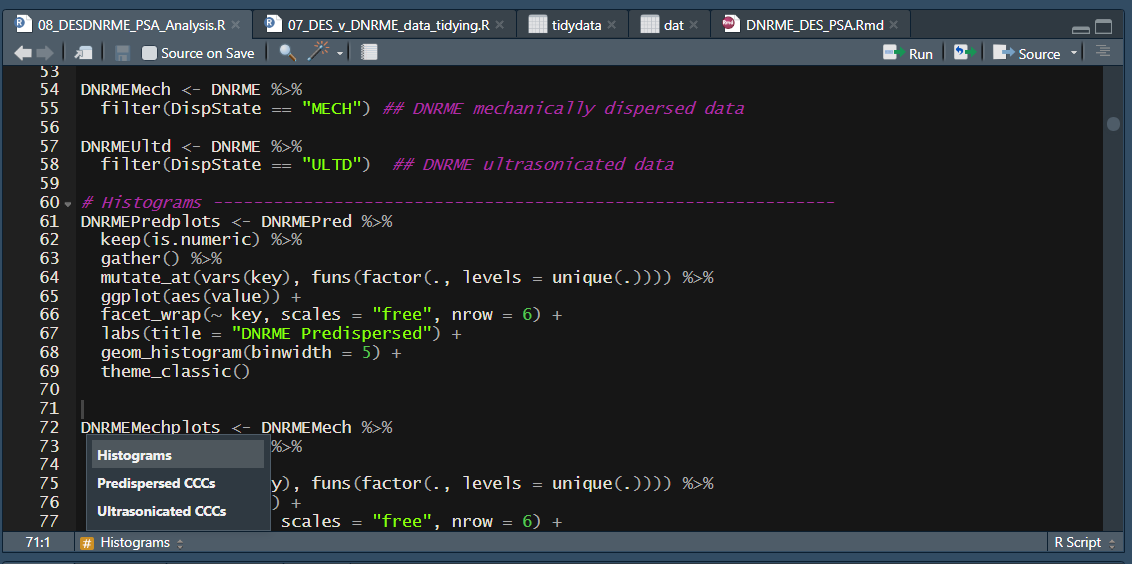 08_DESDNRME_PSA_Analysis.R × 07_DES_v_DNRME_data_tidying.R × tidydata × dat × DNRME_DES_PSA.Rmd ×
Source on Save Run Source
53
54 DNRMEMech <- DNRME %>%
55 filter(DispState == "MECH") ## DNRME mechanically dispersed data
56
57 DNRMEUltd <- DNRME %>%
58 filter(DispState == "ULTD") ## DNRME ultrasonicated data
59
60 # Histograms --------------------------------------------------------------
61 DNRMEPredplots <- DNRMEPred %>%
62 keep(is.numeric) %>%
63 gather() %>%
64 mutate_at(vars(key), funs(factor(., levels = unique(.)))) %>%
65 ggplot(aes(value)) +
66 facet_wrap(~ key, scales = "free", nrow = 6) +
67 labs(title = "DNRME Predispersed") +
68 geom_histogram(binwidth = 5) +
69 theme_classic()
70
71
72 DNRMEMechplots <- DNRMEMech %>%
73 %>%
74 Histograms
75 y), funs(factor(., levels = unique(.)))) %>%
Predispersed CCCs
76 ) +
Ultrasonicated CCCs
77 scales = "free", nrow = 6) +
71:1 # Histograms R Script